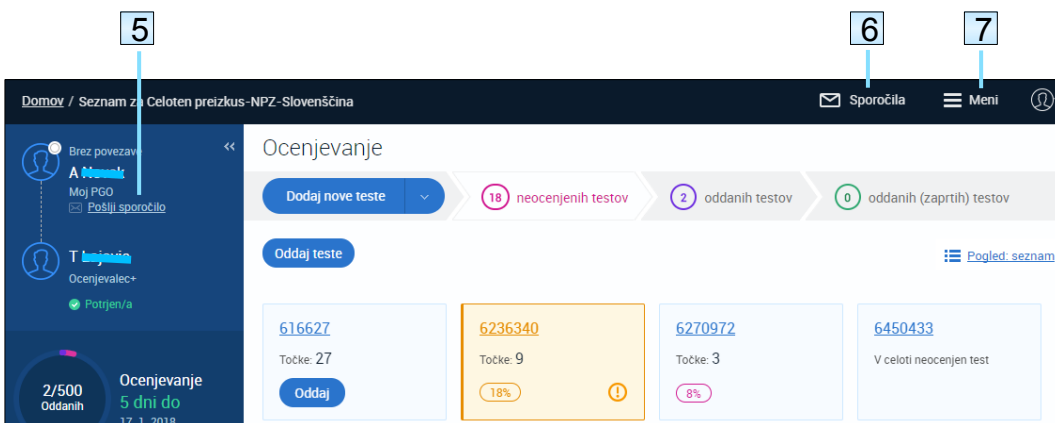 5
6
7
Domov / Seznam za Celoten preizkus-NPZ-Slovenščina
Sporočila
Meni
Brez povezave
A
Moj PGO
Pošlji sporočilo
T
Ocenjevalec+
Potrjen/a
2/500
Oddanih
Ocenjevanje
5 dni do
17. 1. 2018
Ocenjevanje
Dodaj nove teste
18 neocenjenih testov
2 oddanih testov
0 oddanih (zaprtih) testov
Oddaj teste
Pogled: seznam
616627
Točke: 27
Oddaj
6236340
Točke: 9
18%
6270972
Točke: 3
8%
6450433
V celoti neocenjen test